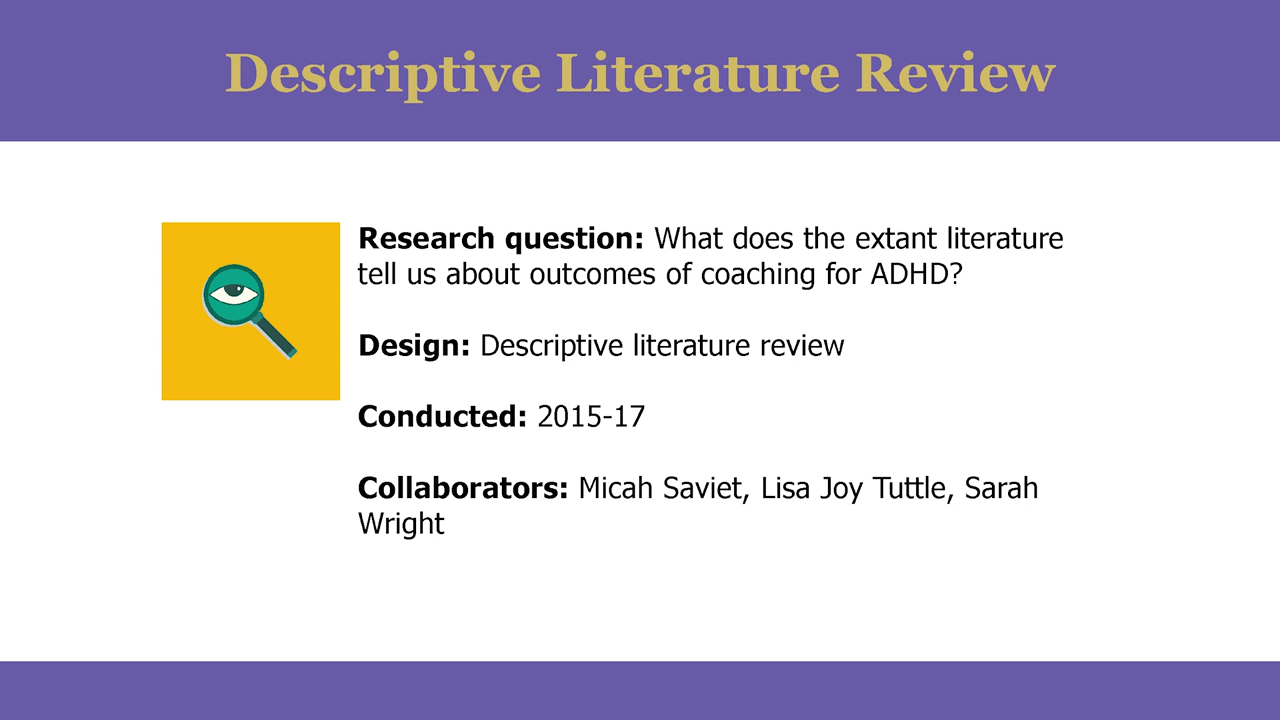 Descriptive Literature Review
Research question: What does the extant literature
tell us about outcomes of coaching for ADHD?
Design: Descriptive literature review
Conducted: 2015-17
Collaborators: Micah Saviet, Lisa Joy Tuttle, Sarah
Wright